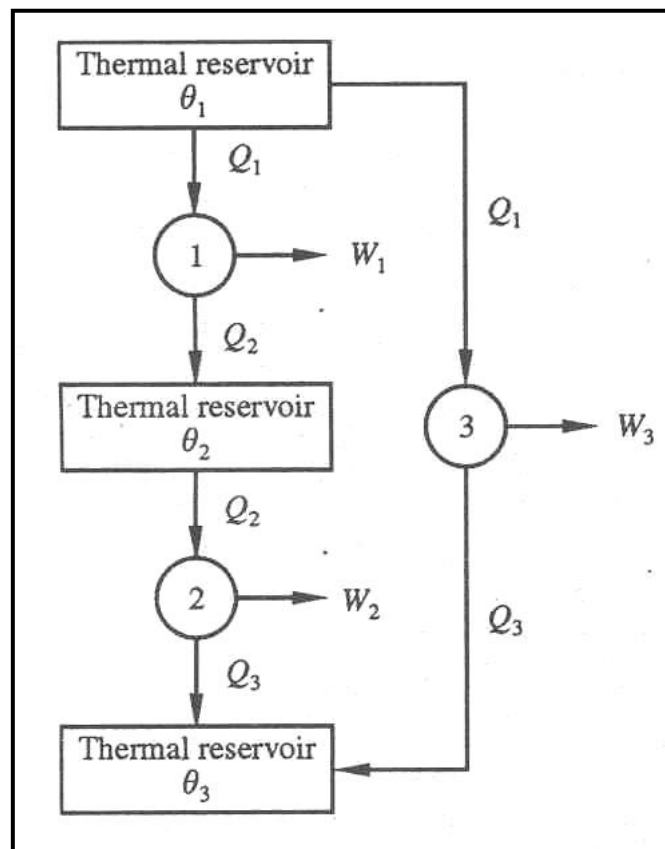 Thermal reservoir
θ₁
Q₁
Q₁
1
W₁
Q₂
Thermal reservoir
θ₂
3
W₃
Q₂
2
W₂
Q₃
Q₃
Thermal reservoir
θ₃